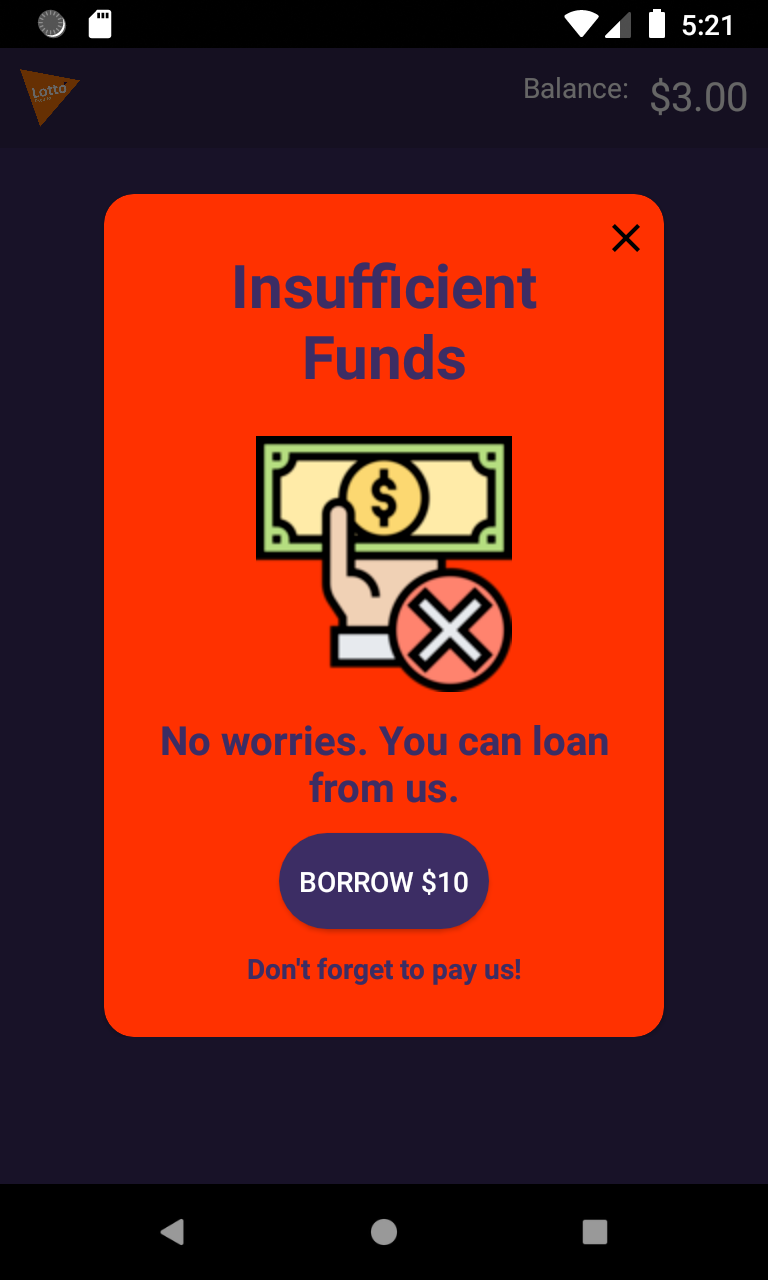 5:21
Lotto
Balance: $3.00
Insufficient
Funds
$
No worries. You can loan
from us.
BORROW $10
Don't forget to pay us!